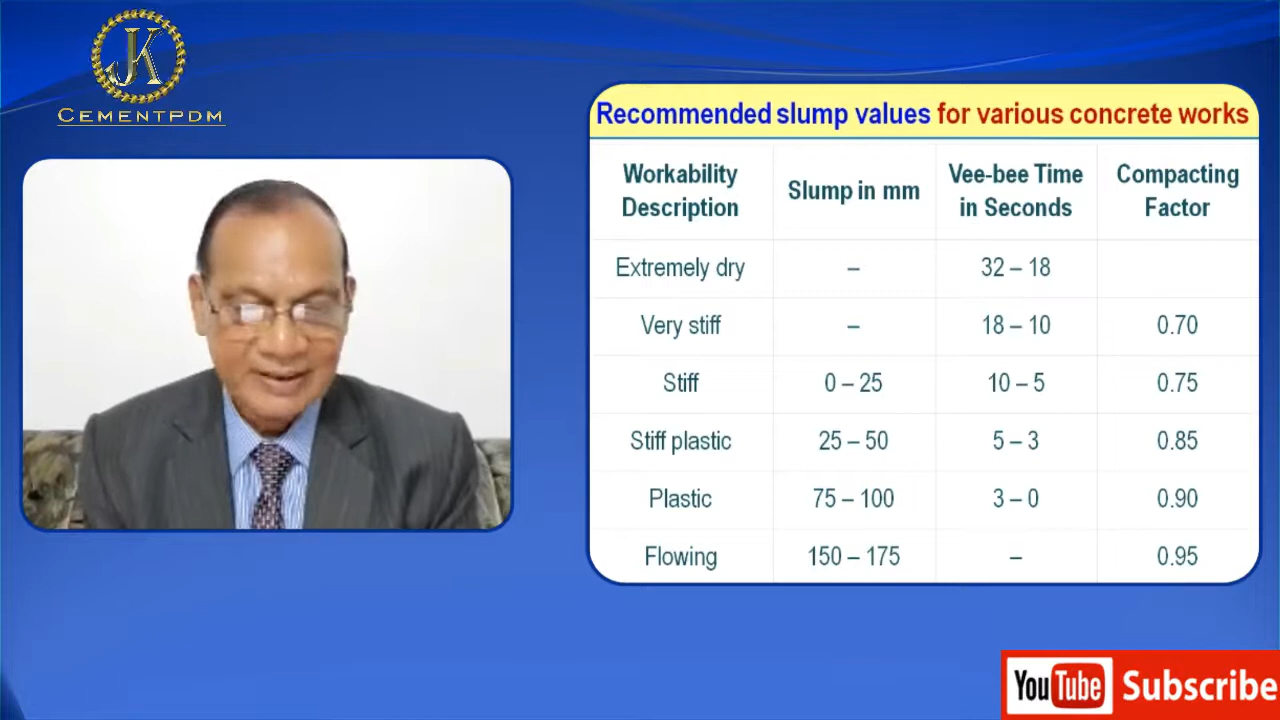 JK
CEMENTPDM
Recommended slump values for various concrete works
Workability Description Slump in mm Vee-bee Time in Seconds Compacting Factor
Extremely dry – 32 – 18
Very stiff – 18 – 10 0.70
Stiff 0 – 25 10 – 5 0.75
Stiff plastic 25 – 50 5 – 3 0.85
Plastic 75 – 100 3 – 0 0.90
Flowing 150 – 175 – 0.95
YouTube Subscribe